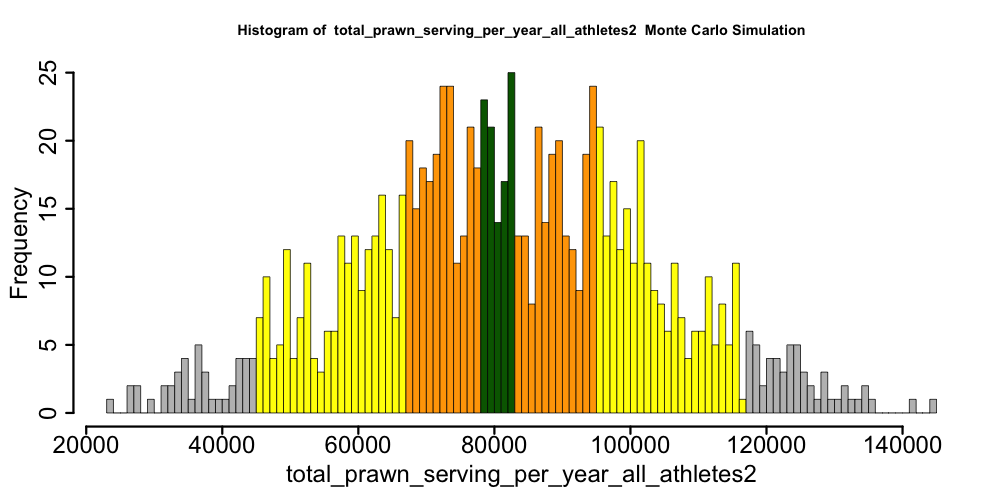 Histogram of  total_prawn_serving_per_year_all_athletes2  Monte Carlo Simulation
Frequency
25
20
15
10
5
0
20000 40000 60000 80000 100000 120000 140000
total_prawn_serving_per_year_all_athletes2